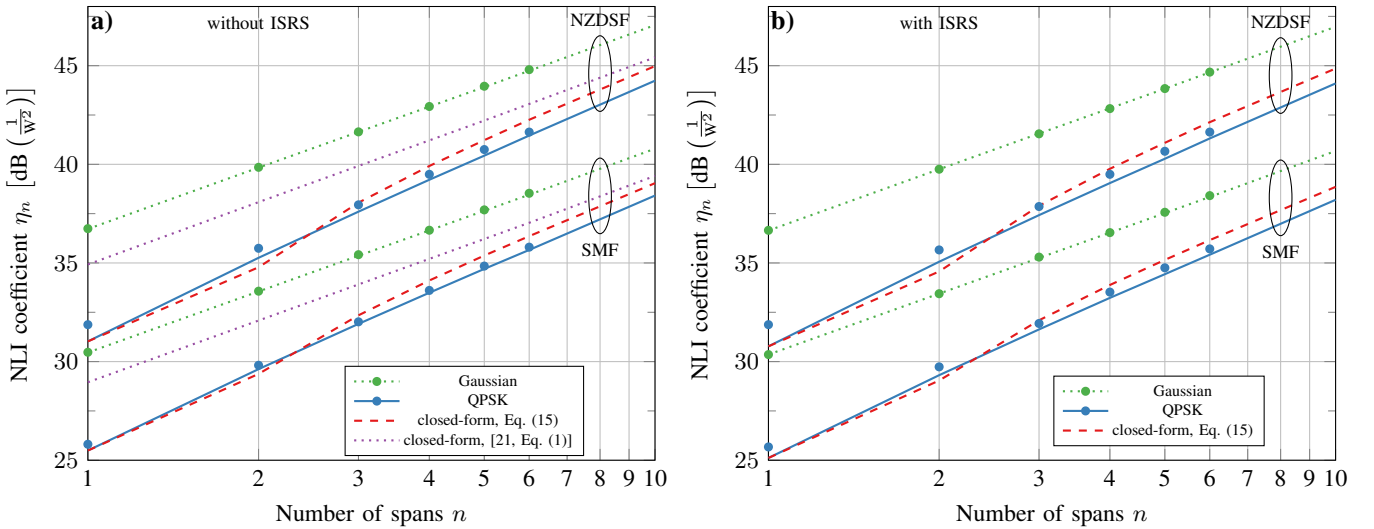 a)
without ISRS
NZDSF
SMF
45
40
35
30
25
NLI coefficient ηn [dB (1/W²)]
Gaussian
QPSK
closed-form, Eq. (15)
closed-form, [21, Eq. (1)]
1 2 3 4 5 6 7 8 9 10
Number of spans n
b)
with ISRS
NZDSF
SMF
45
40
35
30
25
NLI coefficient ηn [dB (1/W²)]
Gaussian
QPSK
closed-form, Eq. (15)
1 2 3 4 5 6 7 8 9 10
Number of spans n